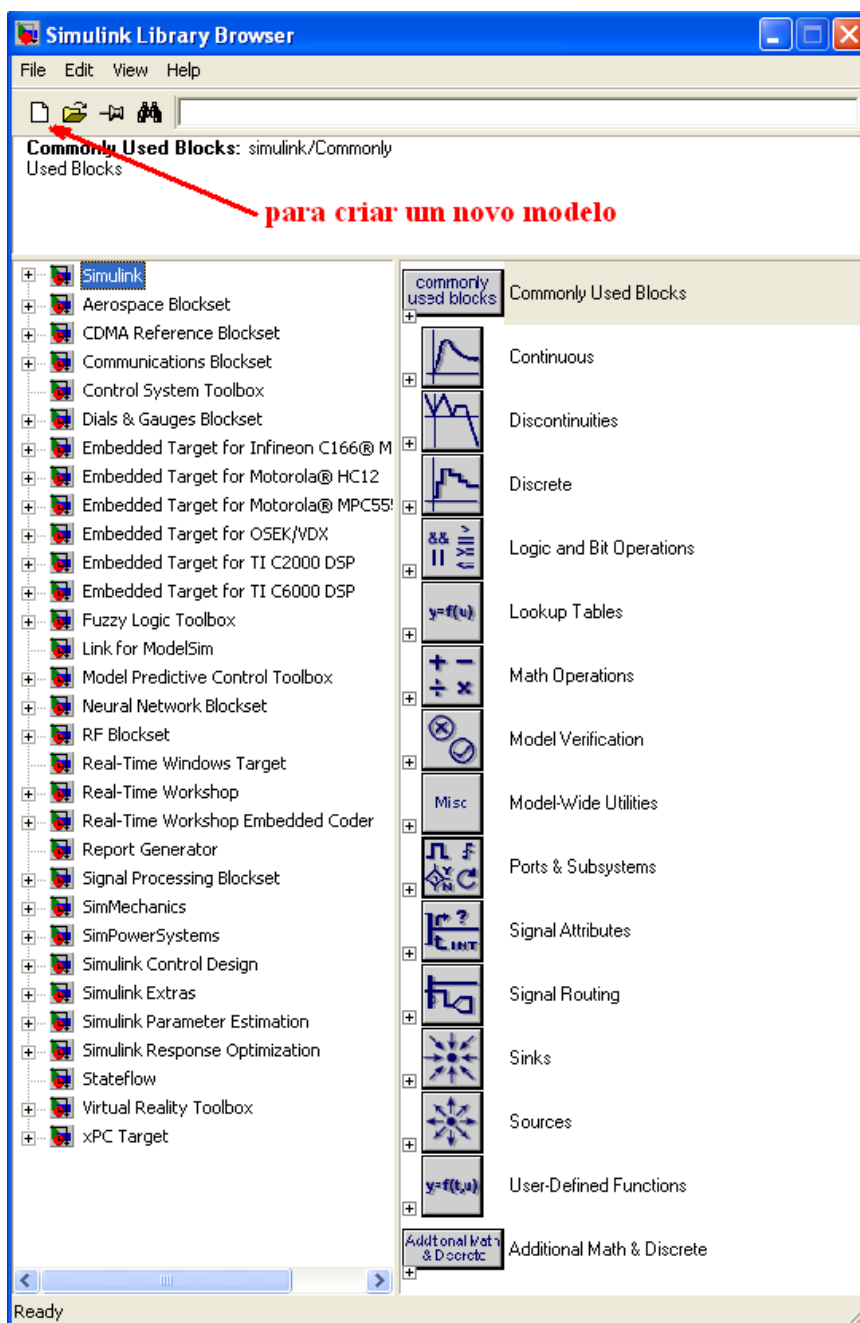 Simulink Library Browser
File Edit View Help
Commonly Used Blocks: simulink/Commonly
Used Blocks
para criar um novo modelo
Simulink
Aerospace Blockset
CDMA Reference Blockset
Communications Blockset
Control System Toolbox
Dials & Gauges Blockset
Embedded Target for Infineon C166® M
Embedded Target for Motorola® HC12
Embedded Target for Motorola® MPC55
Embedded Target for OSEK/VDX
Embedded Target for TI C2000 DSP
Embedded Target for TI C6000 DSP
Fuzzy Logic Toolbox
Link for ModelSim
Model Predictive Control Toolbox
Neural Network Blockset
RF Blockset
Real-Time Windows Target
Real-Time Workshop
Real-Time Workshop Embedded Coder
Report Generator
Signal Processing Blockset
SimMechanics
SimPowerSystems
Simulink Control Design
Simulink Extras
Simulink Parameter Estimation
Simulink Response Optimization
Stateflow
Virtual Reality Toolbox
xPC Target
commonly
used blocks
Commonly Used Blocks
Continuous
Discontinuities
Discrete
&& || > = >= <=
Logic and Bit Operations
y=f(u)
Lookup Tables
+ − ÷ ×
Math Operations
Model Verification
Misc
Model-Wide Utilities
Y
N
Ports & Subsystems
?
INT
Signal Attributes
Signal Routing
Sinks
Sources
y=f(t,u)
User-Defined Functions
Additional Math
& Discrete
Additional Math & Discrete
Ready